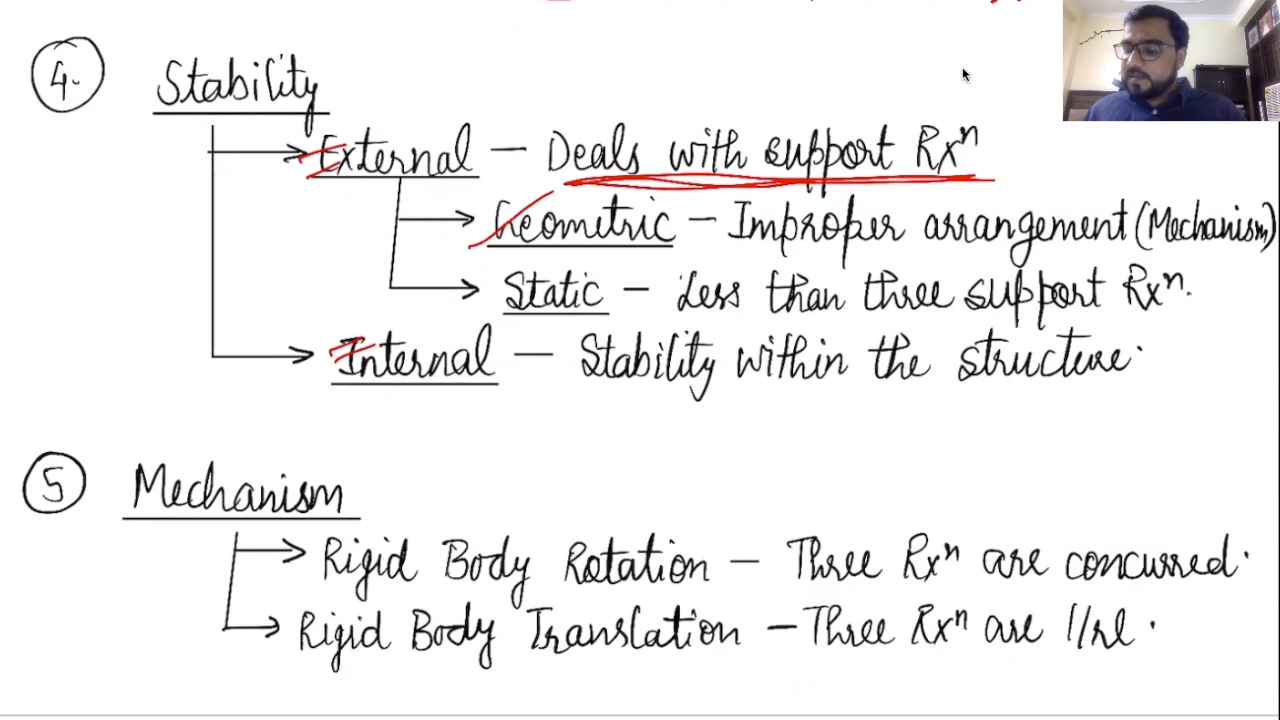 4. Stability
External – Deals with support Rxⁿ
Geometric – Improper arrangement (Mechanism)
Static – Less than three support Rxⁿ.
Internal – Stability within the structure.
5 Mechanism
Rigid Body Rotation – Three Rxⁿ are concurred.
Rigid Body Translation – Three Rxⁿ are //rl.